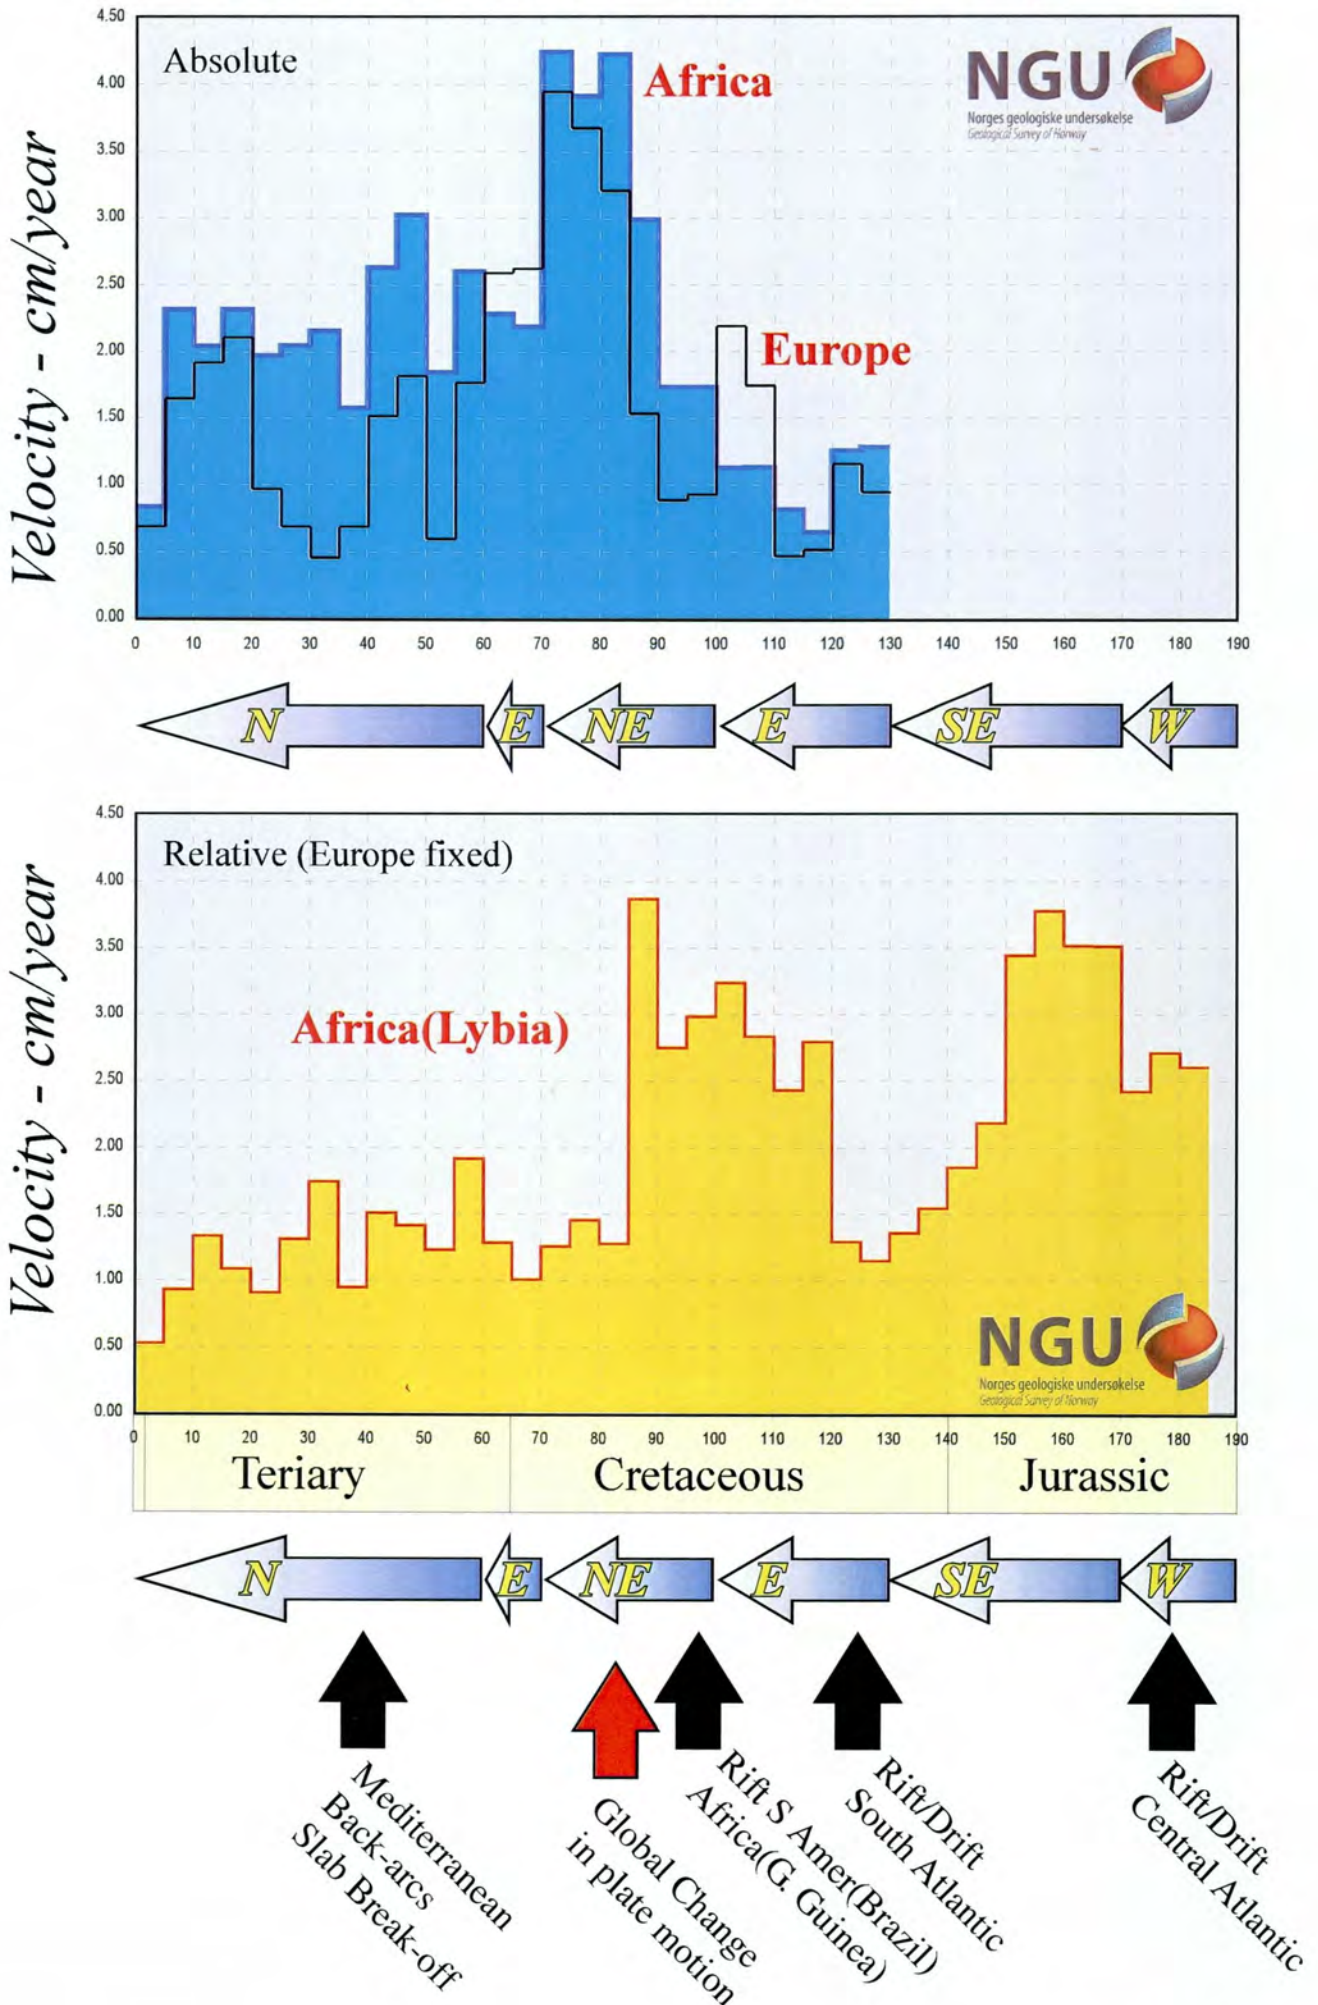 Velocity - cm/year
4.50
4.00
3.50
3.00
2.50
2.00
1.50
1.00
0.50
0.00
Absolute
Africa
Europe
NGU
Norges geologiske undersøkelse
Geological Survey of Norway
0 10 20 30 40 50 60 70 80 90 100 110 120 130 140 150 160 170 180 190
N E NE E SE W
Velocity - cm/year
4.50
4.00
3.50
3.00
2.50
2.00
1.50
1.00
0.50
0.00
Relative (Europe fixed)
Africa(Lybia)
NGU
Norges geologiske undersøkelse
Geological Survey of Norway
0 10 20 30 40 50 60 70 80 90 100 110 120 130 140 150 160 170 180 190
Teriary Cretaceous Jurassic
N E NE E SE W
Mediterranean
Back-arcs
Slab Break-off
Global Change
in plate motion
Rift S Amer(Brazil)
Africa(G. Guinea)
Rift/Drift
South Atlantic
Rift/Drift
Central Atlantic